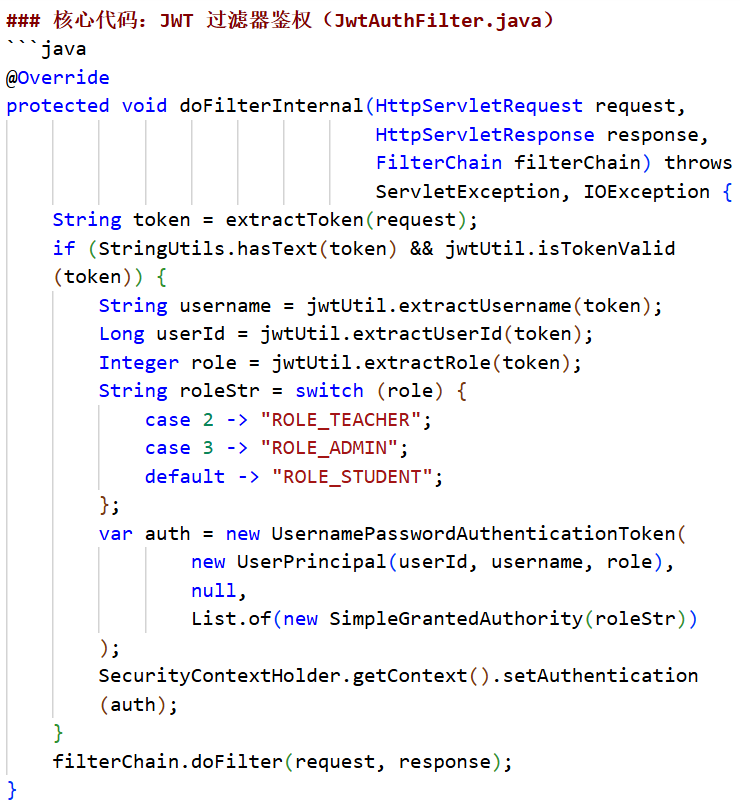 ### 核心代码：JWT 过滤器鉴权（JwtAuthFilter.java）
```java
@Override
protected void doFilterInternal(HttpServletRequest request,
                                HttpServletResponse response,
                                FilterChain filterChain) throws
                                ServletException, IOException {
    String token = extractToken(request);
    if (StringUtils.hasText(token) && jwtUtil.isTokenValid
    (token)) {
        String username = jwtUtil.extractUsername(token);
        Long userId = jwtUtil.extractUserId(token);
        Integer role = jwtUtil.extractRole(token);
        String roleStr = switch (role) {
            case 2 -> "ROLE_TEACHER";
            case 3 -> "ROLE_ADMIN";
            default -> "ROLE_STUDENT";
        };
        var auth = new UsernamePasswordAuthenticationToken(
                new UserPrincipal(userId, username, role),
                null,
                List.of(new SimpleGrantedAuthority(roleStr))
        );
        SecurityContextHolder.getContext().setAuthentication
        (auth);
    }
    filterChain.doFilter(request, response);
}